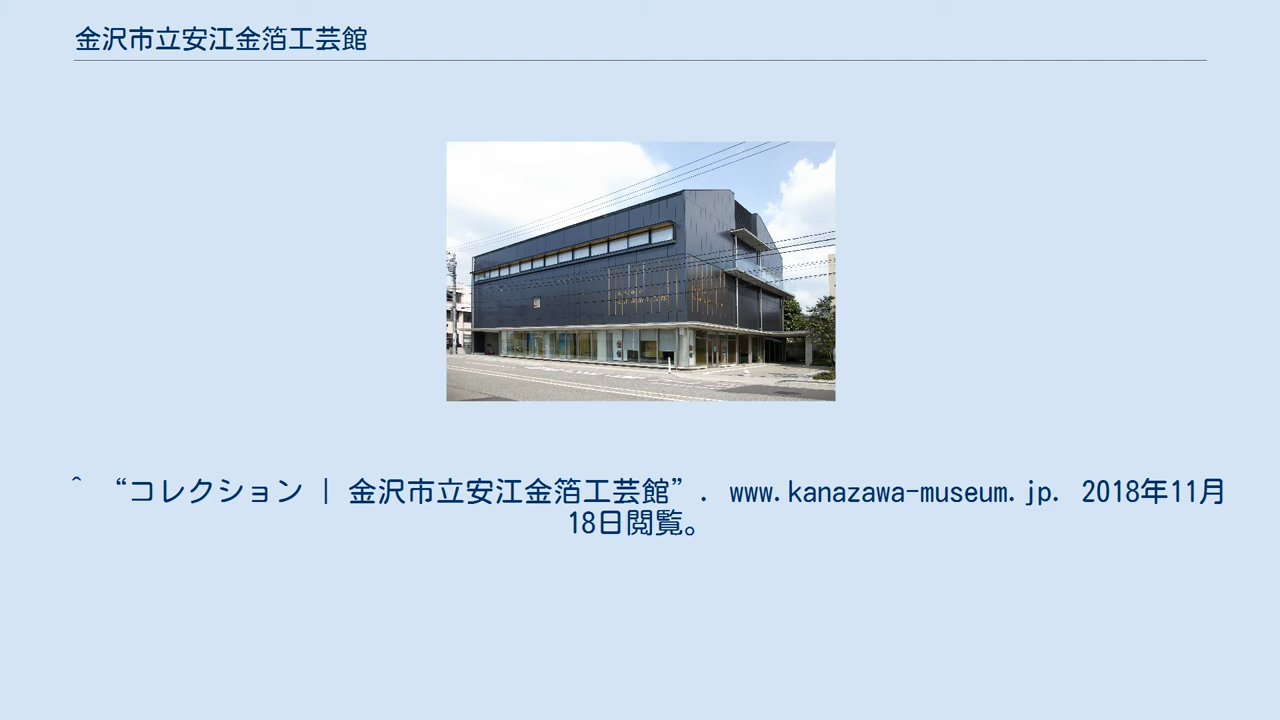 金沢市立安江金箔工芸館
^ “コレクション | 金沢市立安江金箔工芸館”. www.kanazawa-museum.jp. 2018年11月
18日閲覧。